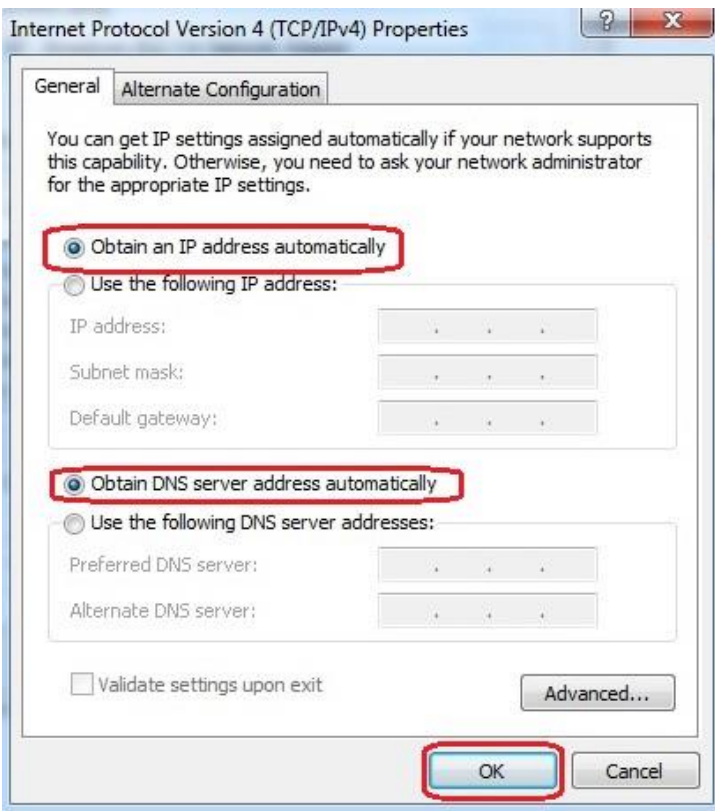 Internet Protocol Version 4 (TCP/IPv4) Properties
General
Alternate Configuration
You can get IP settings assigned automatically if your network supports
this capability. Otherwise, you need to ask your network administrator
for the appropriate IP settings.
Obtain an IP address automatically
Use the following IP address:
IP address:
Subnet mask:
Default gateway:
Obtain DNS server address automatically
Use the following DNS server addresses:
Preferred DNS server:
Alternate DNS server:
Validate settings upon exit
Advanced...
OK
Cancel